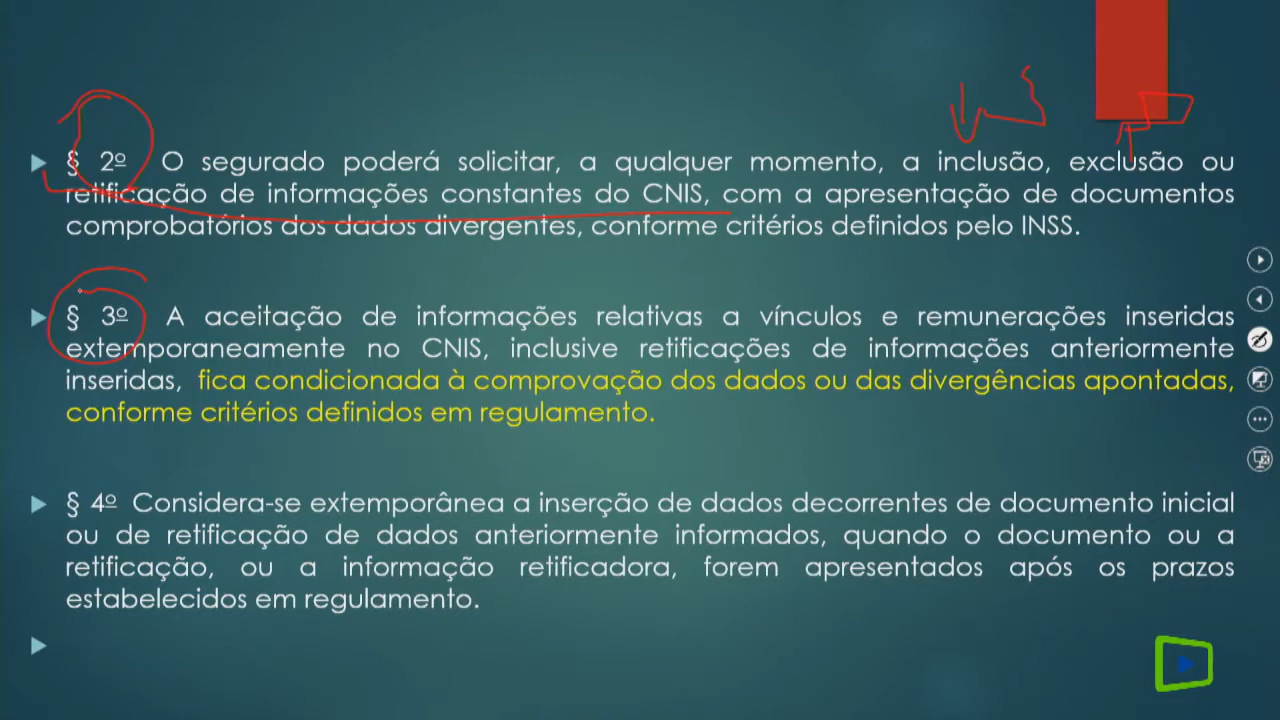 § 2º O segurado poderá solicitar, a qualquer momento, a inclusão, exclusão ou
retificação de informações constantes do CNIS, com a apresentação de documentos
comprobatórios dos dados divergentes, conforme critérios definidos pelo INSS.
§ 3º A aceitação de informações relativas a vínculos e remunerações inseridas
extemporaneamente no CNIS, inclusive retificações de informações anteriormente
inseridas, fica condicionada à comprovação dos dados ou das divergências apontadas,
conforme critérios definidos em regulamento.
§ 4º Considera-se extemporânea a inserção de dados decorrentes de documento inicial
ou de retificação de dados anteriormente informados, quando o documento ou a
retificação, ou a informação retificadora, forem apresentados após os prazos
estabelecidos em regulamento.